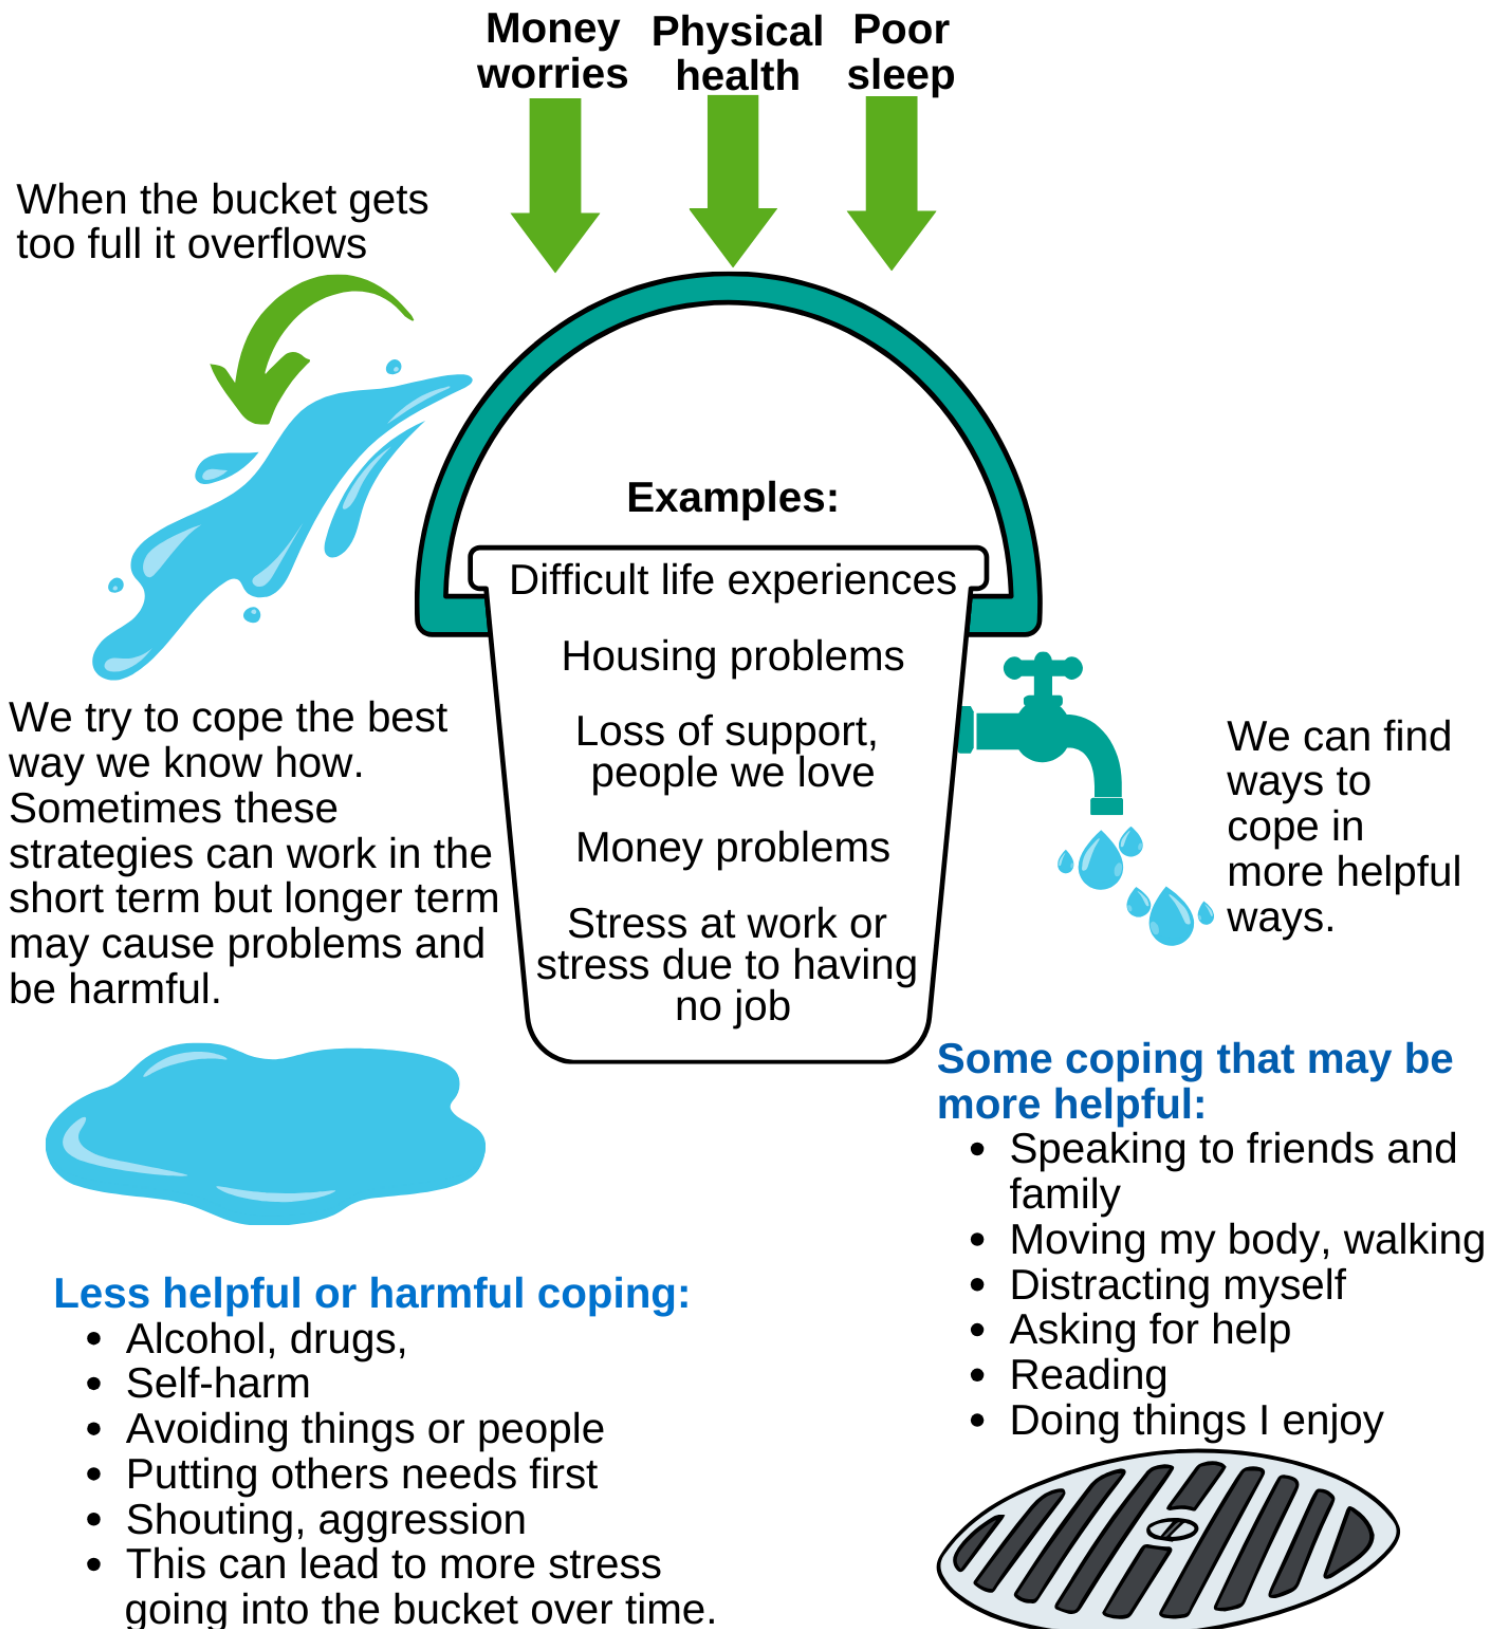 Money
worries
Physical
health
Poor
sleep
When the bucket gets
too full it overflows
Examples:
Difficult life experiences
Housing problems
Loss of support,
people we love
Money problems
Stress at work or
stress due to having
no job
We try to cope the best
way we know how.
Sometimes these
strategies can work in the
short term but longer term
may cause problems and
be harmful.
We can find
ways to
cope in
more helpful
ways.
Some coping that may be
more helpful:
• Speaking to friends and
family
• Moving my body, walking
• Distracting myself
• Asking for help
• Reading
• Doing things I enjoy
Less helpful or harmful coping:
• Alcohol, drugs,
• Self-harm
• Avoiding things or people
• Putting others needs first
• Shouting, aggression
• This can lead to more stress
going into the bucket over time.